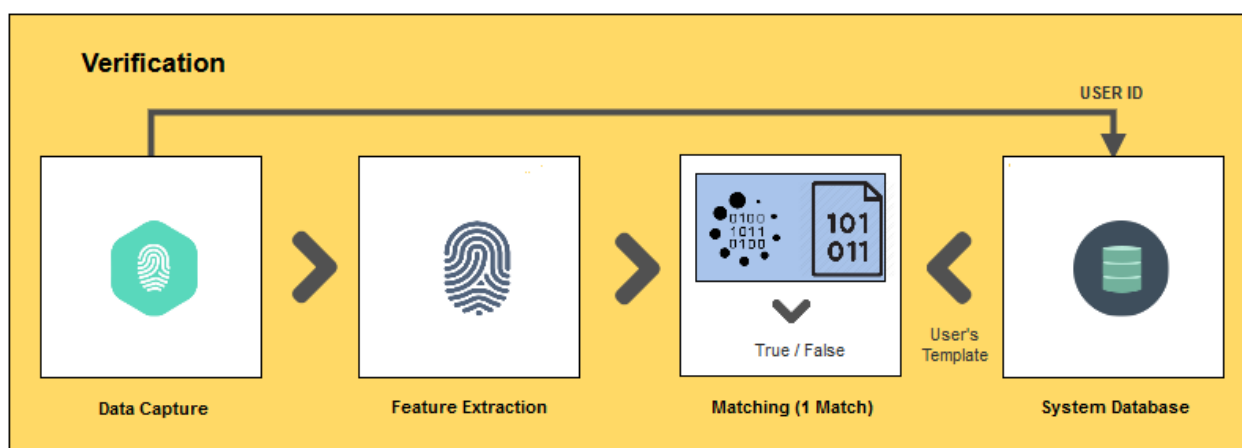 Verification
USER ID
0100
1011
0100
101
011
True / False
User's
Template
Data Capture
Feature Extraction
Matching (1 Match)
System Database